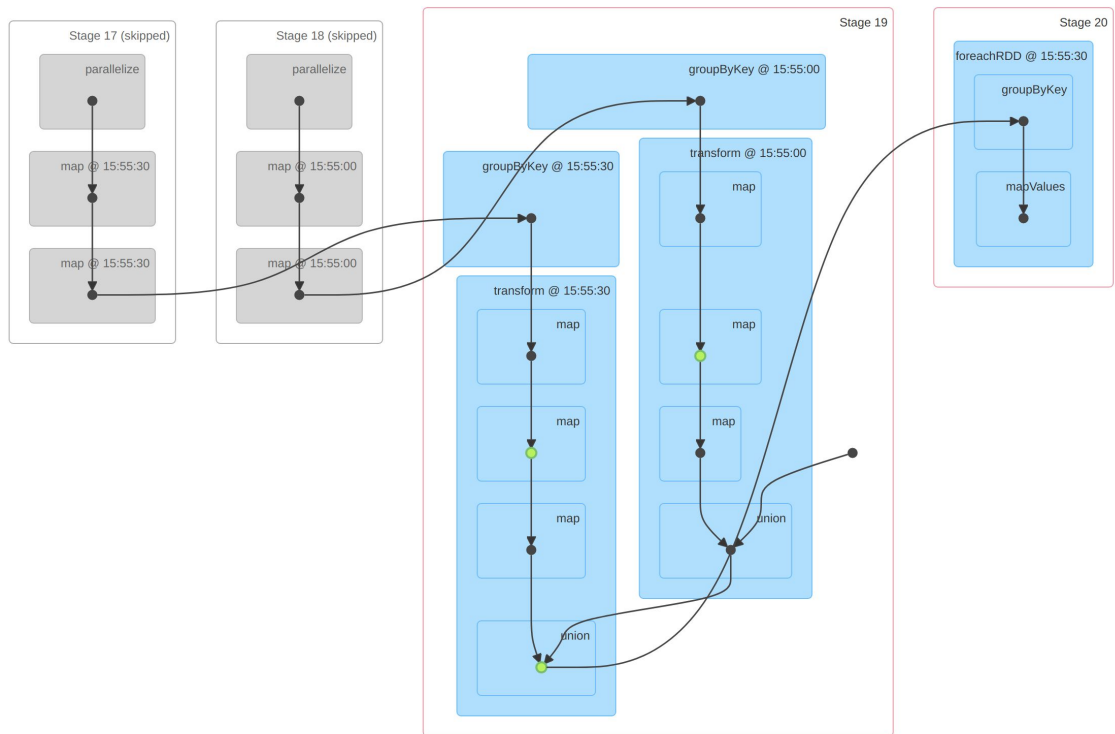 Stage 17 (skipped)
parallelize
map @ 15:55:30
map @ 15:55:30
Stage 18 (skipped)
parallelize
map @ 15:55:00
map @ 15:55:00
Stage 19
groupByKey @ 15:55:00
groupByKey @ 15:55:30
transform @ 15:55:30
map
map
map
union
transform @ 15:55:00
map
map
map
union
Stage 20
foreachRDD @ 15:55:30
groupByKey
mapValues